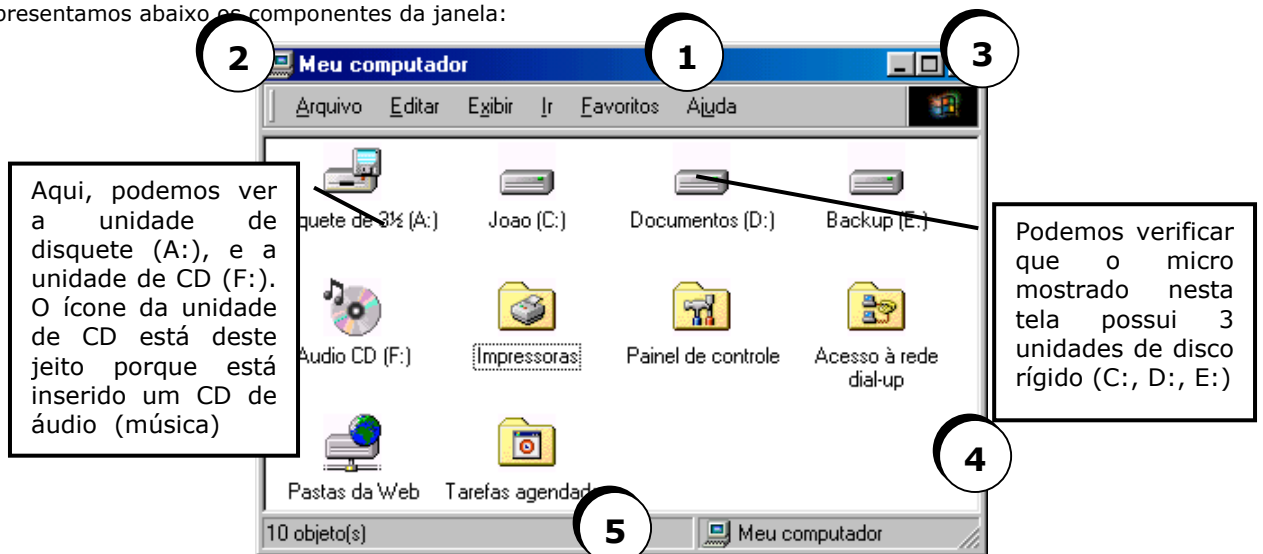 presentamos abaixo os componentes da janela:
2
1
3
Meu computador
Arquivo Editar Exibir Ir Favoritos Ajuda
Aqui, podemos ver
a unidade de
disquete (A:), e a
unidade de CD (F:).
O ícone da unidade
de CD está deste
jeito porque está
inserido um CD de
áudio (música)
quete de 3½ (A:)
Joao (C:)
Documentos (D:)
Backup (E:)
Audio CD (F:)
Impressoras
Painel de controle
Acesso à rede
dial-up
Pastas da Web
Tarefas agendad
Podemos verificar
que o micro
mostrado nesta
tela possui 3
unidades de disco
rígido (C:, D:, E:)
4
5
10 objeto(s)
Meu computador